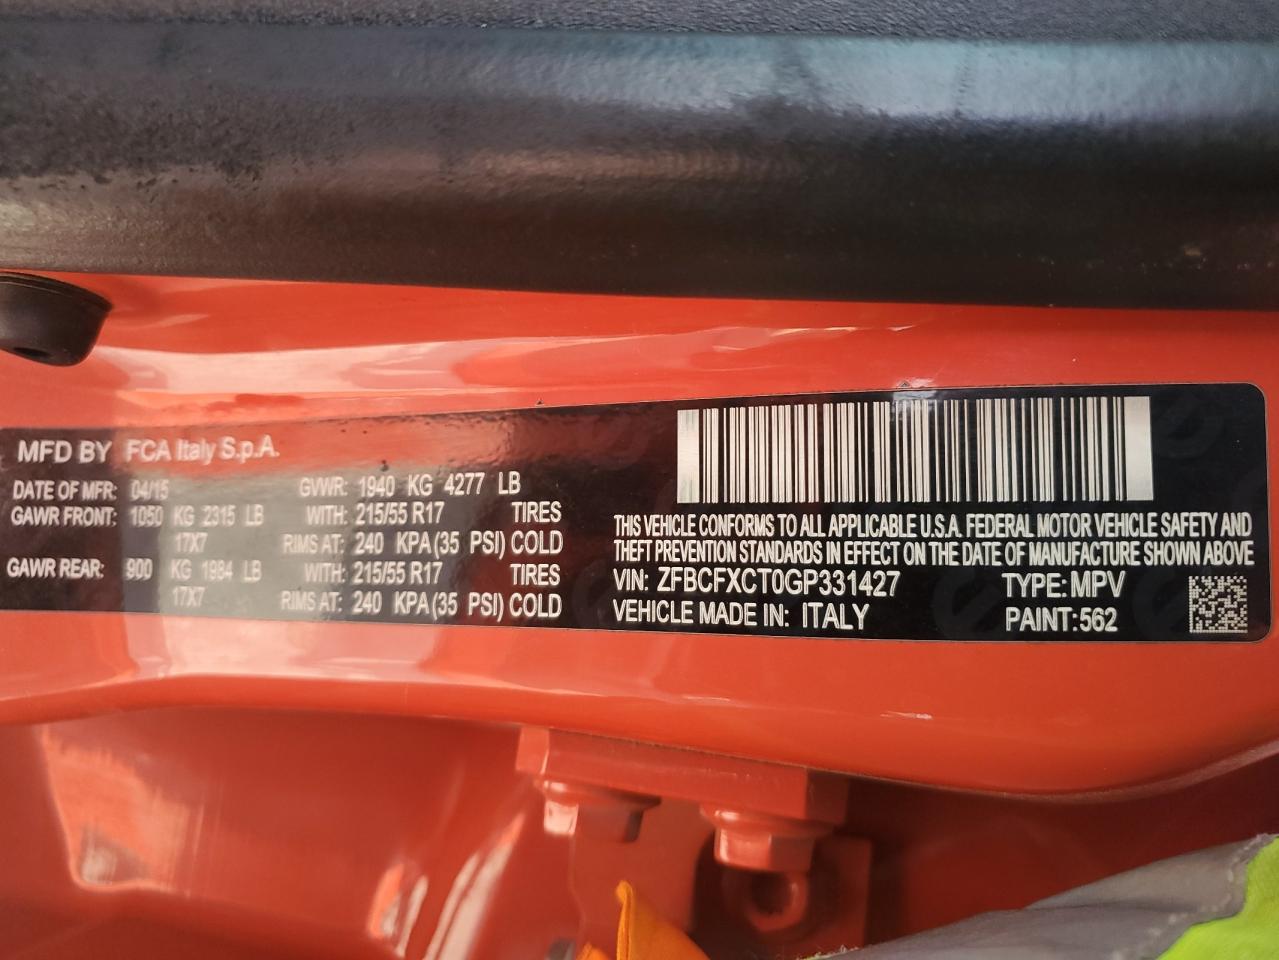 MFD BY FCA Italy S.p.A.
DATE OF MFR: 04/15 GVWR: 1940 KG 4277 LB
GAWR FRONT: 1050 KG 2315 LB WITH: 215/55 R17 TIRES
17X7 RIMS AT: 240 KPA(35 PSI) COLD
GAWR REAR: 900 KG 1984 LB WITH: 215/55 R17 TIRES
17X7 RIMS AT: 240 KPA(35 PSI) COLD
THIS VEHICLE CONFORMS TO ALL APPLICABLE U.S.A. FEDERAL MOTOR VEHICLE SAFETY AND
THEFT PREVENTION STANDARDS IN EFFECT ON THE DATE OF MANUFACTURE SHOWN ABOVE
VIN: ZFBCFXCT0GP331427 TYPE: MPV
VEHICLE MADE IN: ITALY PAINT:562